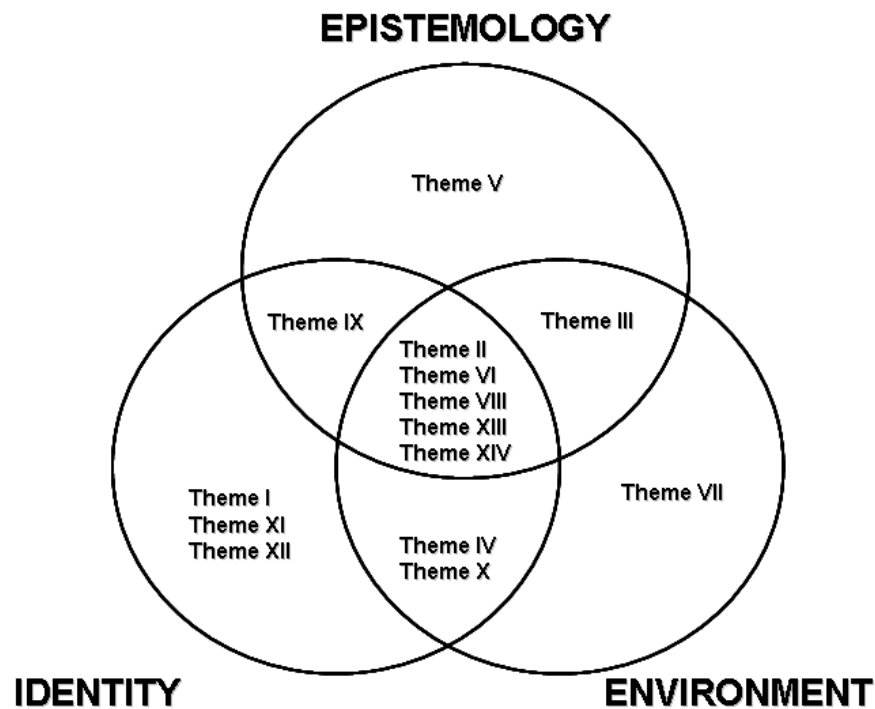 EPISTEMOLOGY
Theme V
Theme IX
Theme III
Theme II
Theme VI
Theme VIII
Theme XIII
Theme XIV
Theme I
Theme XI
Theme XII
Theme VII
Theme IV
Theme X
IDENTITY
ENVIRONMENT